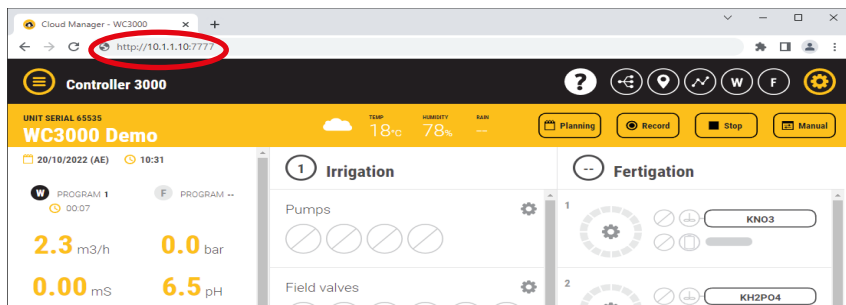 Cloud Manager - WC3000
http://10.1.1.10:7777
Controller 3000
? W F
UNIT SERIAL 65535
WC3000 Demo
TEMP HUMIDITY RAIN
18°C 78% --
Planning Record Stop Manual
20/10/2022 (AE) 10:31
W PROGRAM 1 F PROGRAM --
00:07
2.3 m3/h 0.0 bar
0.00 mS 6.5 pH
1 Irrigation
Pumps
Field valves
-- Fertigation
1 KNO3
2 KH2PO4